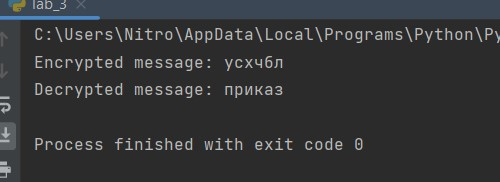 lab_3
C:\Users\Nitro\AppData\Local\Programs\Python\Py
Encrypted message: усхчбл
Decrypted message: приказ
Process finished with exit code 0